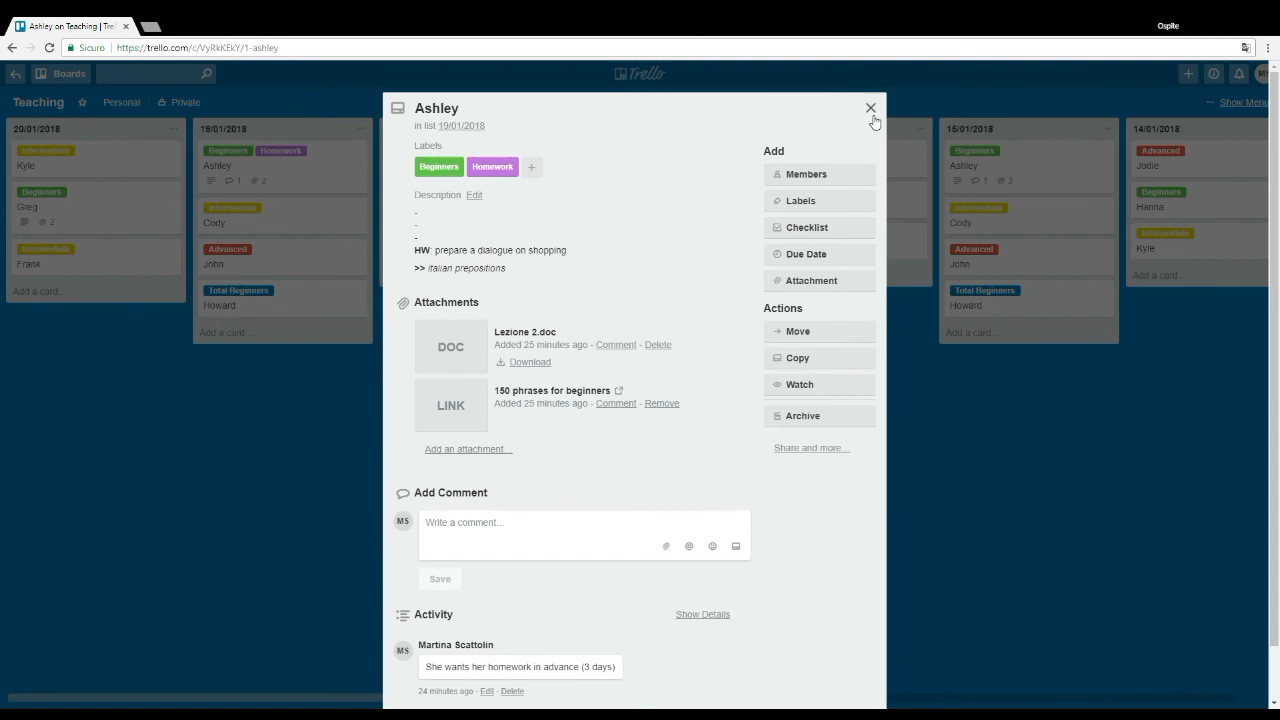 Ashley on Teaching | Trel
Ospite
Sicuro
https://trello.com/c/VyRkKEkY/1-ashley
Boards
Trello
MS
Teaching
Personal
Private
Show Menu
20/01/2018
Intermediate
Kyle
Beginners
Greg
2
Intermediate
Frank
Add a card...
19/01/2018
Beginners Homework
Ashley
1 2
Intermediate
Cody
Advanced
John
Total Beginners
Howard
Add a card...
Ashley
in list 19/01/2018
Labels
Beginners Homework +
Description Edit
-
-
-
HW: prepare a dialogue on shopping
>> italian prepositions
Attachments
DOC
Lezione 2.doc
Added 25 minutes ago - Comment - Delete
Download
LINK
150 phrases for beginners
Added 25 minutes ago - Comment - Remove
Add an attachment...
Add Comment
MS
Write a comment...
@
Save
Activity
Show Details
MS
Martina Scattolin
She wants her homework in advance (3 days)
24 minutes ago - Edit - Delete
Add
Members
Labels
Checklist
Due Date
Attachment
Actions
Move
Copy
Watch
Archive
Share and more...
15/01/2018
Beginners
Ashley
1 2
Intermediate
Cody
Advanced
John
Total Beginners
Howard
Add a card...
14/01/2018
Advanced
Jodie
Beginners
Hanna
Intermediate
Kyle
Add a card...